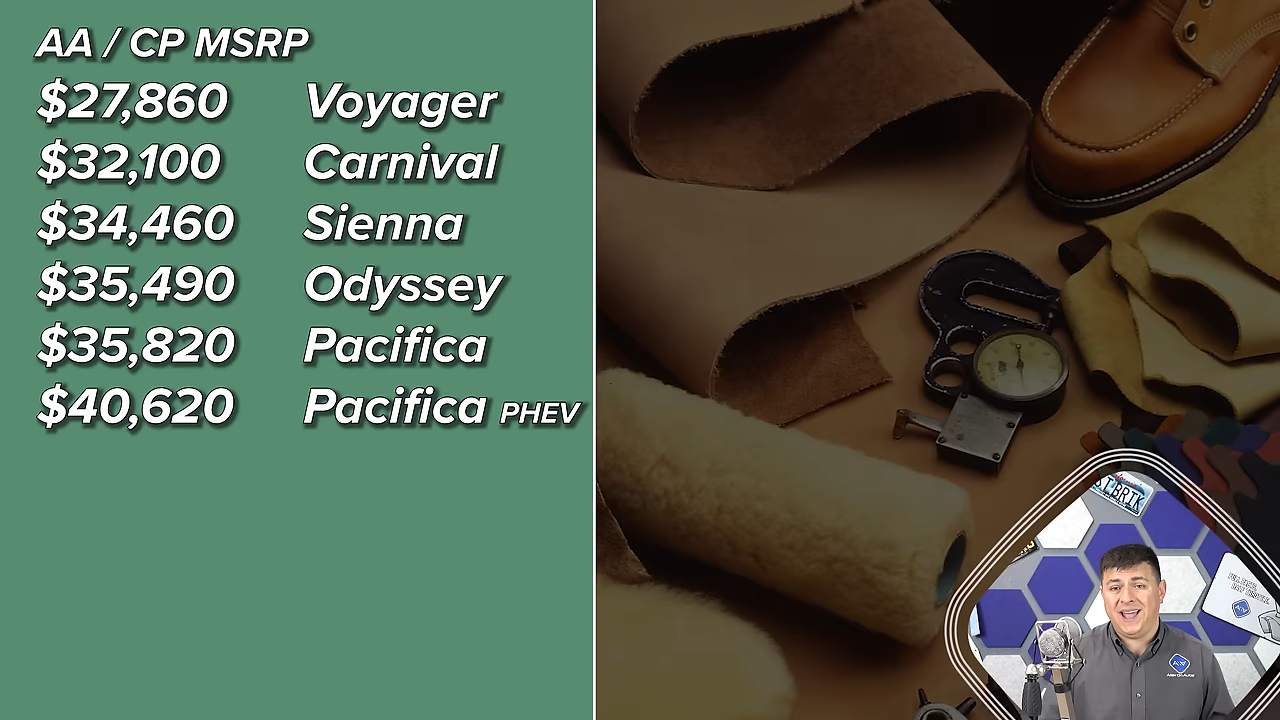 AA / CP MSRP
$27,860 Voyager
$32,100 Carnival
$34,460 Sienna
$35,490 Odyssey
$35,820 Pacifica
$40,620 Pacifica PHEV